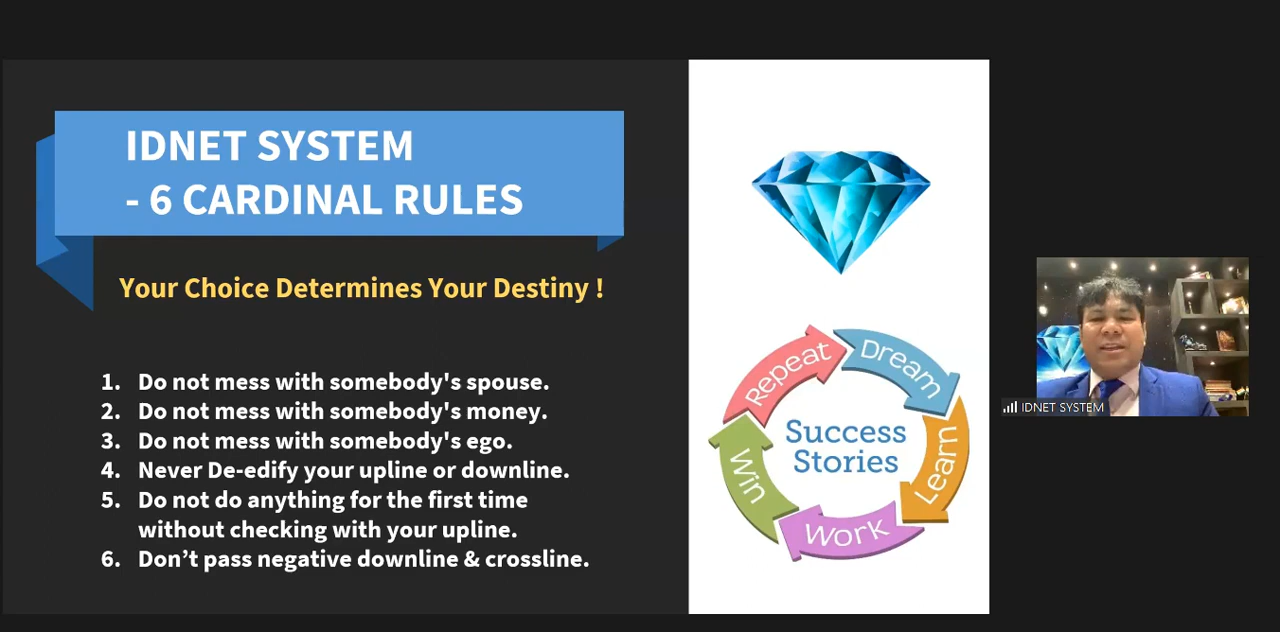 IDNET SYSTEM
- 6 CARDINAL RULES
Your Choice Determines Your Destiny !
1. Do not mess with somebody's spouse.
2. Do not mess with somebody's money.
3. Do not mess with somebody's ego.
4. Never De-edify your upline or downline.
5. Do not do anything for the first time
without checking with your upline.
6. Don’t pass negative downline & crossline.
Repeat
Dream
Learn
Work
Win
Success
Stories
IDNET SYSTEM